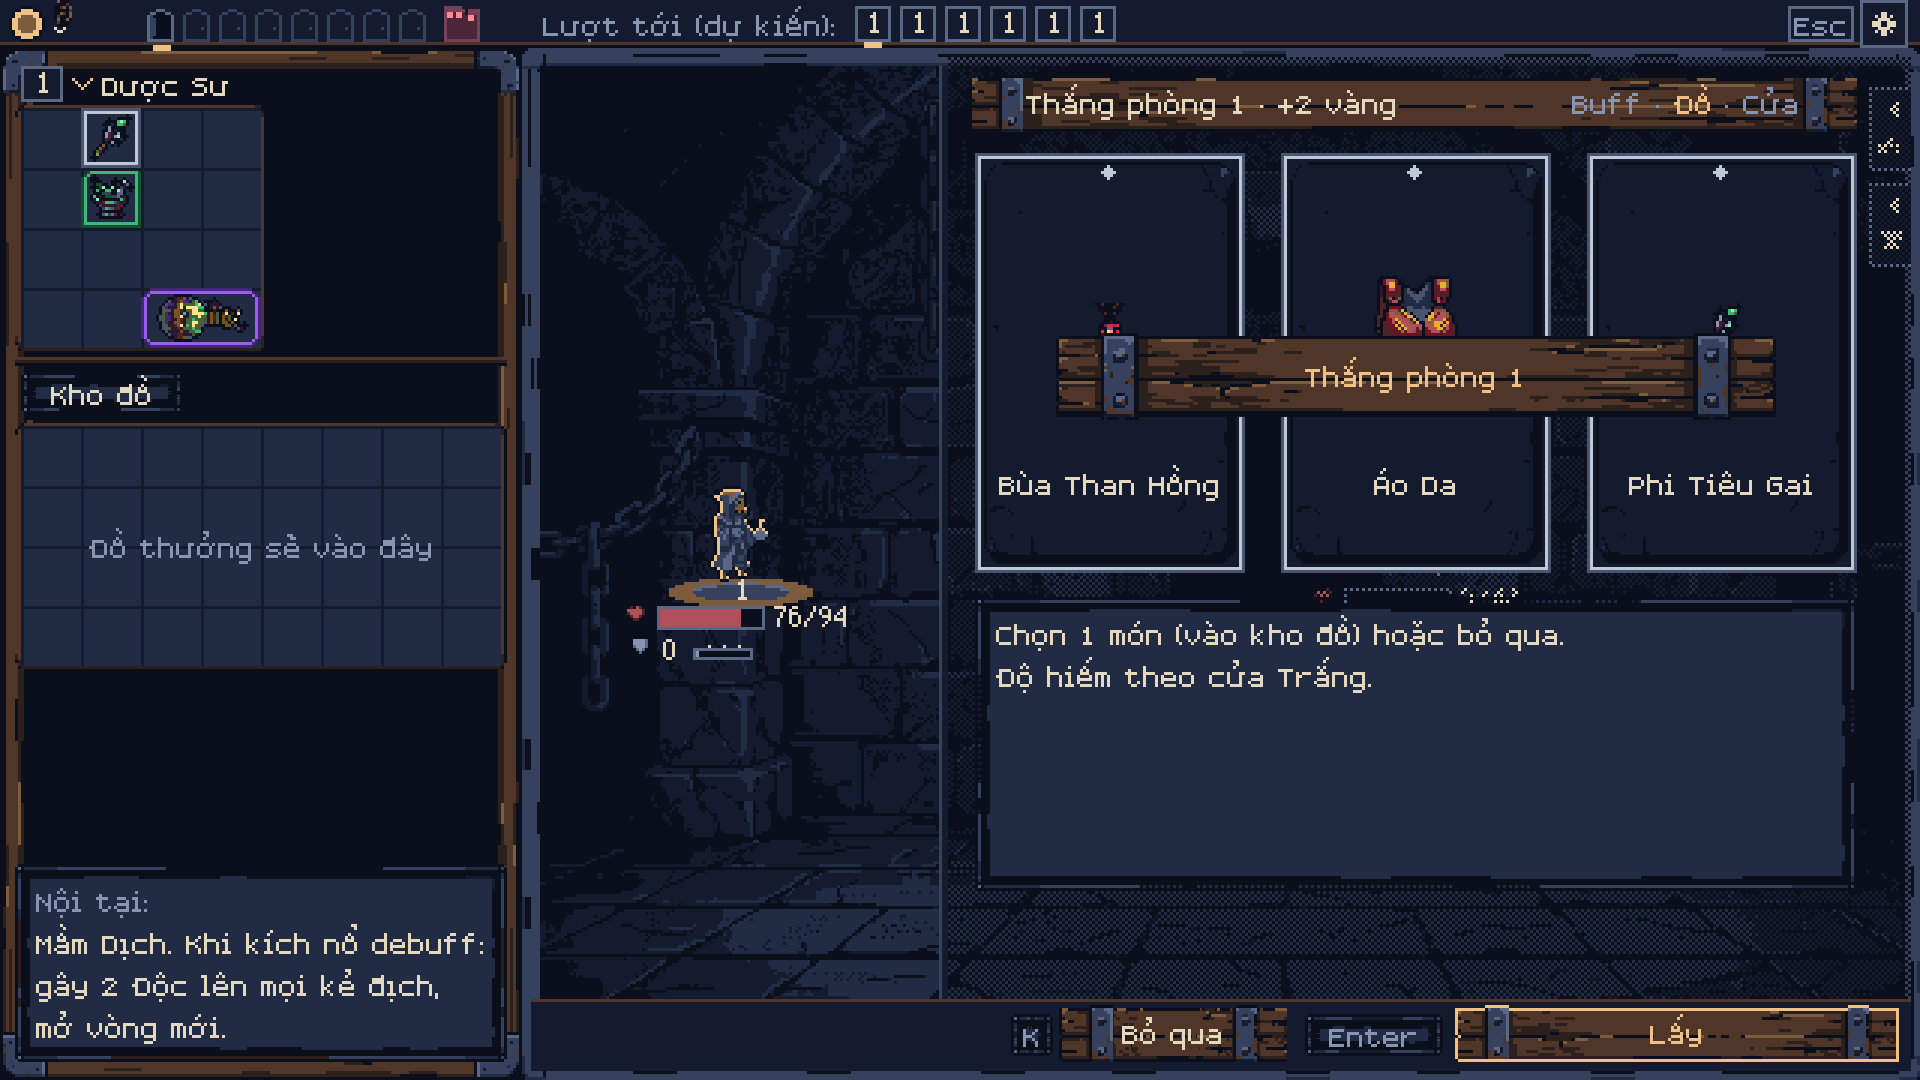 Lượt tới (dự kiến): 1 1 1 1 1 1
Esc
1 Dược Sư
Kho đồ
Đồ thưởng sẽ vào đây
Nội tại:
Mầm Dịch. Khi kích nổ debuff:
gây 2 Độc lên mọi kẻ địch,
mở vòng mới.
1
76/94
0
Thắng phòng 1 · +2 vàng
Buff · Đồ · Cửa
Thắng phòng 1
Bùa Than Hồng
Áo Da
Phi Tiêu Gai
Chọn 1 món (vào kho đồ) hoặc bỏ qua.
Độ hiếm theo cửa Trắng.
K Bỏ qua
Enter Lấy